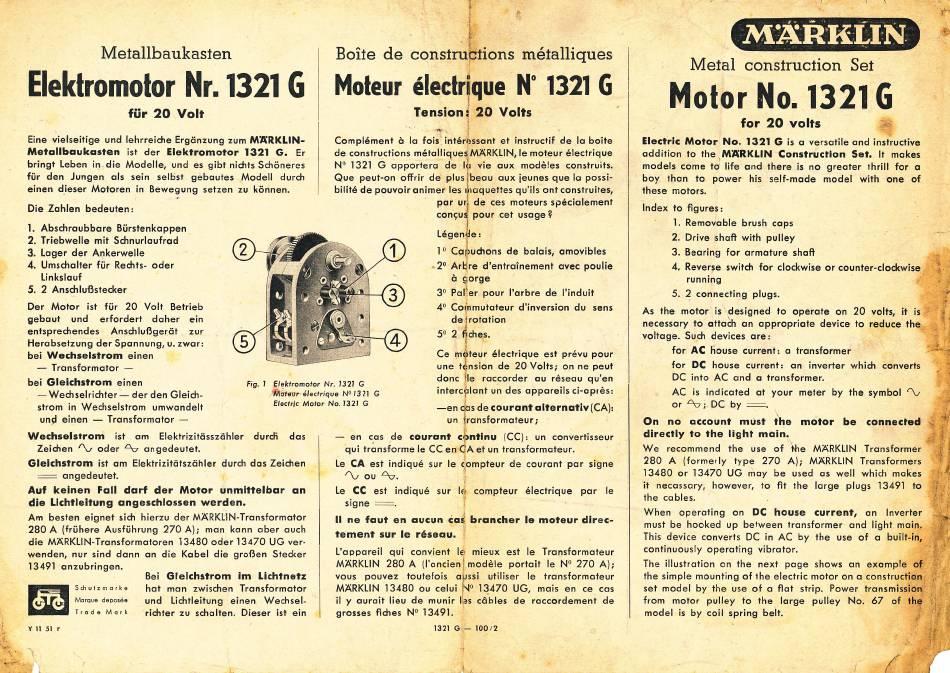 MÄRKLIN
Metallbaukasten
Elektromotor Nr. 1321 G
für 20 Volt
Eine vielseitige und lehrreiche Ergänzung zum MÄRKLIN-
Metallbaukasten ist der Elektromotor 1321 G. Er
bringt Leben in die Modelle, und es gibt nichts Schöneres
für den Jungen als sein selbst gebautes Modell durch
einen dieser Motoren in Bewegung setzen zu können.
Die Zahlen bedeuten:
1. Abschraubbare Bürstenkappen
2. Triebwelle mit Schnurlaufrad
3. Lager der Ankerwelle
4. Umschalter für Rechts- oder
Linkslauf
5. 2 Anschlußstecker
Der Motor ist für 20 Volt Betrieb
gebaut und erfordert daher ein
entsprechendes Anschlußgerät zur
Herabsetzung der Spannung, u. zwar:
bei Wechselstrom einen
— Transformator —
bei Gleichstrom einen
— Wechselrichter — der den Gleich-
strom in Wechselstrom umwandelt
und einen — Transformator —
Wechselstrom ist am Elektrizitässzähler durch das
Zeichen ∿ oder ∿ angedeutet.
Gleichstrom ist am Elektrizitätszähler durch das Zeichen
═ angedeutet.
Auf keinen Fall darf der Motor unmittelbar an
die Lichtleitung angeschlossen werden.
Am besten eignet sich hierzu der MÄRKLIN-Transformator
280 A (frühere Ausführung 270 A); man kann aber auch
die MÄRKLIN-Transformatoren 13480 oder 13470 UG ver-
wenden, nur sind dann an die Kabel die großen Stecker
13491 anzubringen.
Bei Gleichstrom im Lichtnetz
hat man zwischen Transformator
und Lichtleitung einen Wechsel-
richter zu schalten. Dieser ist ein
Schutzmarke
Marque deposée
Trade Mark
Y 11 51 r
2
5
1
3
4
Fig. 1 Elektromotor Nr. 1321 G
Moteur électrique Nº 1321 G
Electric Motor No. 1321 G
Boîte de constructions métalliques
Moteur électrique Nº 1321 G
Tension: 20 Volts
Complément à la fois intéressant et instructif de la boite
de constructions métalliques MÄRKLIN, le moteur électrique
Nº 1321 G apportera de la vie aux modèles construits.
Que peut-on offrir de plus beau aux jeunes que la possi-
bilité de pouvoir animer les maquettes qu'ils ont construites,
par un de ces moteurs spécialement
conçus pour cet usage?
Légende:
1º Capuchons de balais, amovibles
2º Arbre d'entraînement avec poulie
à gorge
3º Palier pour l'arbre de l'induit
4º Commutateur d'inversion du sens
de rotation
5º 2 fiches.
Ce moteur électrique est prévu pour
une tension de 20 Volts; on ne peut
donc le raccorder au réseau qu'en
intercalant un des appareils ci-après:
—en cas de courant alternatif (CA):
un transformateur;
— en cas de courant continu (CC): un convertisseur
qui transforme le CC en CA et un transformateur.
Le CA est indiqué sur le compteur de courant par signe
∿ ou ∿.
Le CC est indiqué sur le compteur électrique par le
signe ═.
Il ne faut en aucun cas brancher le moteur direc-
tement sur le réseau.
L'appareil qui convient le mieux est le Transformateur
MÄRKLIN 280 A (l'ancien modèle portait le Nº 270 A);
vous pouvez toutefois aussi utiliser le transformateur
MÄRKLIN 13480 ou celui Nº 13470 UG, mais en ce cas
il y aurait lieu de munir les câbles de raccordement de
grosses fiches Nº 13491.
1321 G — 100/2
Metal construction Set
Motor No. 1321 G
for 20 volts
Electric Motor No. 1321 G is a versatile and instructive
addition to the MÄRKLIN Construction Set. It makes
models come to life and there is no greater thrill for a
boy than to power his self-made model with one of
these motors.
Index to figures:
1. Removable brush caps
2. Drive shaft with pulley
3. Bearing for armature shaft
4. Reverse switch for clockwise or counter-clockwise
running
5. 2 connecting plugs.
As the motor is designed to operate on 20 volts, it is
necessary to attach an appropriate device to reduce the
voltage. Such devices are:
for AC house current: a transformer
for DC house current: an inverter which converts
DC into AC and a transformer.
AC is indicated at your meter by the symbol ∿
or ∿; DC by ═.
On no account must the motor be connected
directly to the light main.
We recommend the use of the MÄRKLIN Transformer
280 A (formerly type 270 A); MÄRKLIN Transformers
13480 or 13470 UG may be used as well which makes
it necassary, however, to fit the large plugs 13491 to
the cables.
When operating on DC house current, an Inverter
must be hooked up between transformer and light main.
This device converts DC in AC by the use of a built-in,
continuously operating vibrator.
The illustration on the next page shows an example of
the simple mounting of the electric motor on a construction
set model by the use of a flat strip. Power transmission
from motor pulley to the large pulley No. 67 of the
model is by coil spring belt.